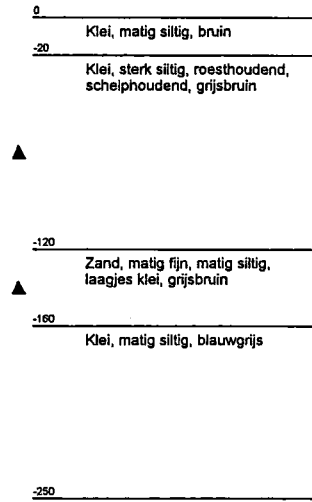 0
Klei, matig siltig, bruin
-20
Klei, sterk siltig, roesthoudend,
schelphoudend, grijsbruin
-120
Zand, matig fijn, matig siltig,
laagjes klei, grijsbruin
-160
Klei, matig siltig, blauwgrijs
-250